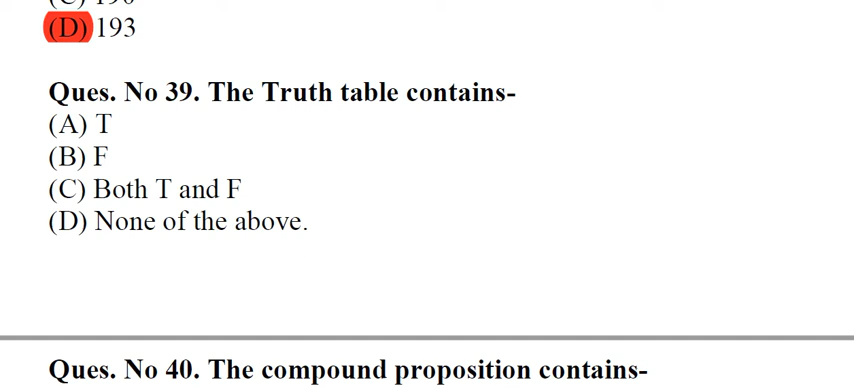 (D) 193
Ques. No 39. The Truth table contains-
(A) T
(B) F
(C) Both T and F
(D) None of the above.
Ques. No 40. The compound proposition contains-